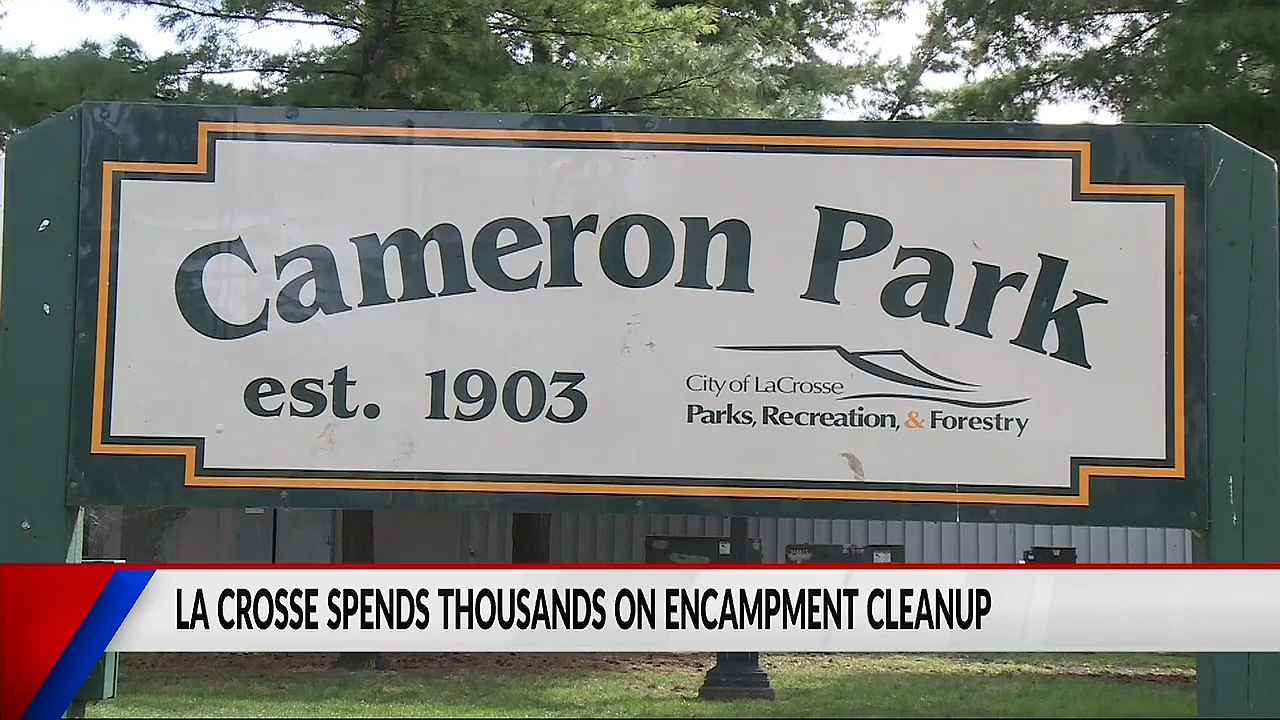 Cameron Park
est. 1903
City of LaCrosse
Parks, Recreation, & Forestry
LA CROSSE SPENDS THOUSANDS ON ENCAMPMENT CLEANUP